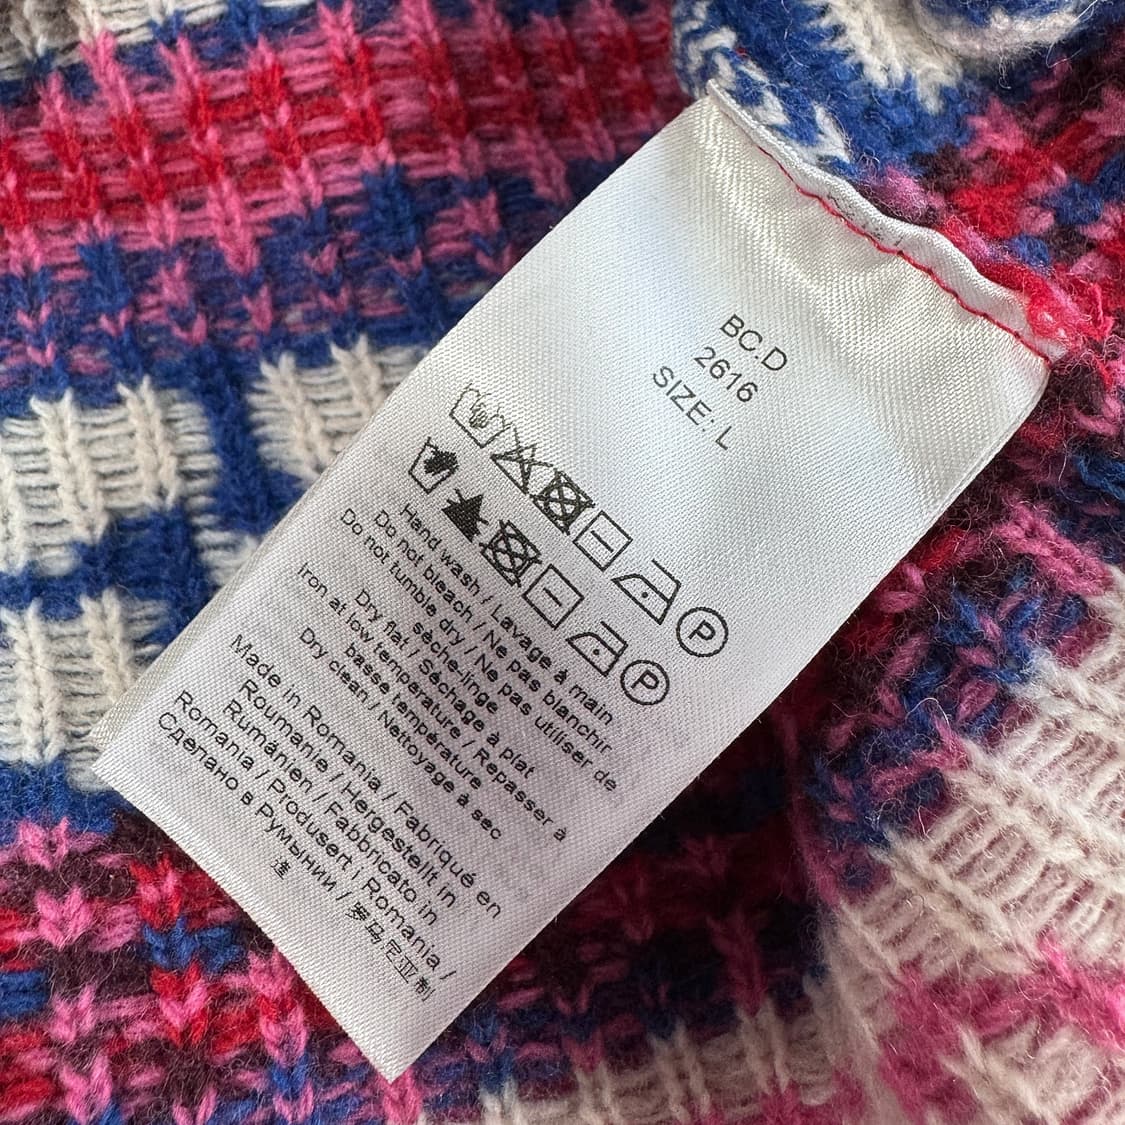 BC.D
2616
SIZE: L
P
P
Hand wash / Lavage à main
Do not bleach / Ne pas blanchir
Do not tumble dry / Ne pas utiliser de
sèche-linge
Dry flat / Séchage à plat
Iron at low temperature / Repasser à
basse température
Dry clean / Nettoyage à sec
Made in Romania / Fabriqué en
Roumanie / Hergestellt in
Rumänien / Fabbricato in
Romania / Produsert i Romania /
Сделано в Румынии / 罗马尼亚制
造